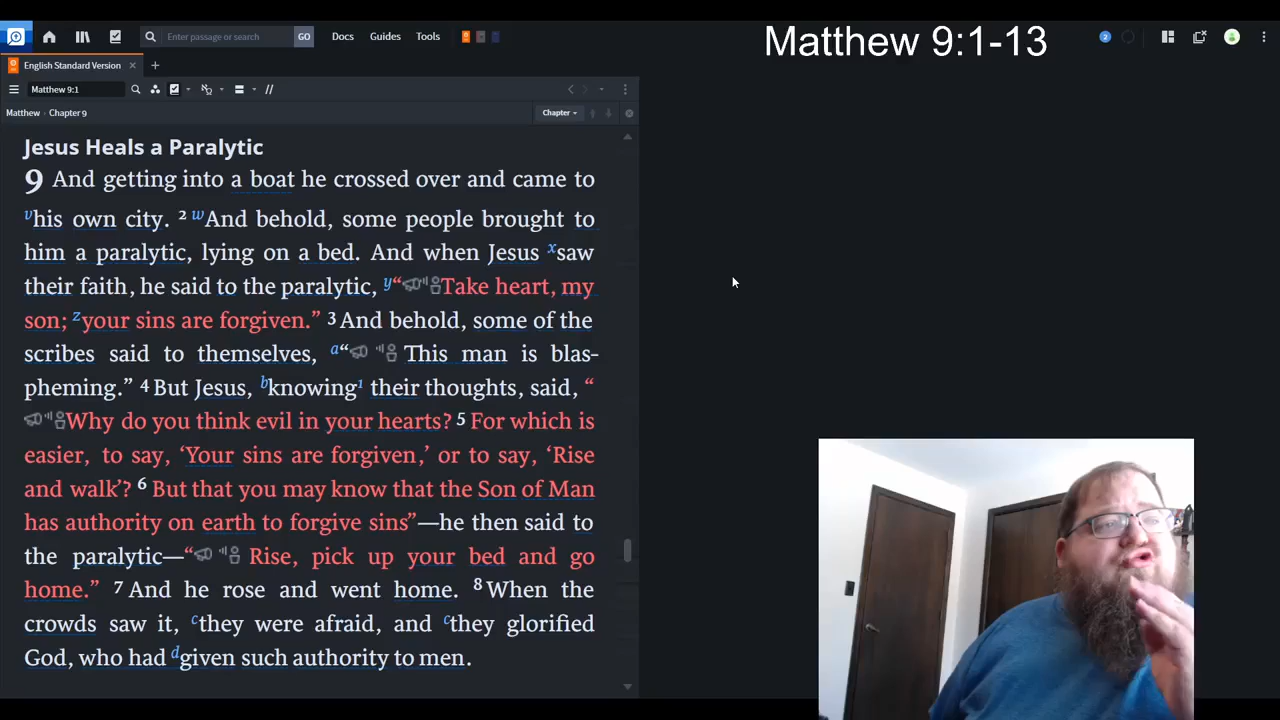 Enter passage or search
GO
Docs
Guides
Tools
Matthew 9:1-13
2
English Standard Version
Matthew 9:1
Matthew › Chapter 9
Chapter
Jesus Heals a Paralytic
9 And getting into a boat he crossed over and came to
v his own city. 2 w And behold, some people brought to
him a paralytic, lying on a bed. And when Jesus x saw
their faith, he said to the paralytic, y “Take heart, my
son; z your sins are forgiven.” 3 And behold, some of the
scribes said to themselves, a “ This man is blas-
pheming.” 4 But Jesus, b knowing 1 their thoughts, said, “
Why do you think evil in your hearts? 5 For which is
easier, to say, ‘Your sins are forgiven,’ or to say, ‘Rise
and walk’? 6 But that you may know that the Son of Man
has authority on earth to forgive sins”—he then said to
the paralytic—“ Rise, pick up your bed and go
home.” 7 And he rose and went home. 8 When the
crowds saw it, c they were afraid, and c they glorified
God, who had d given such authority to men.